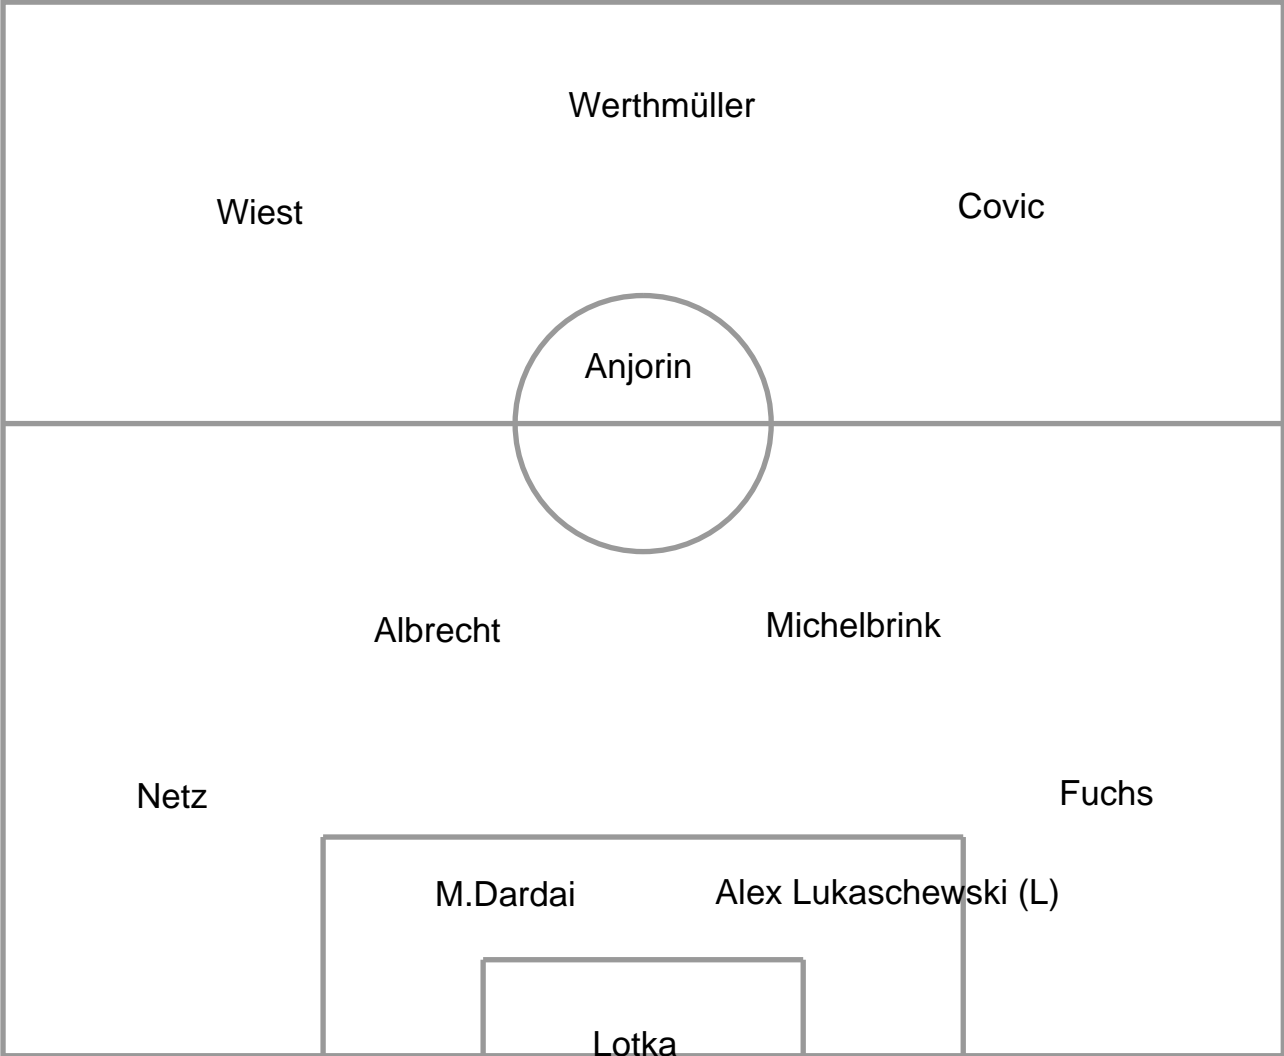 Werthmüller
Wiest
Covic
Anjorin
Albrecht
Michelbrink
Netz
Fuchs
M.Dardai
Alex Lukaschewski (L)
Lotka